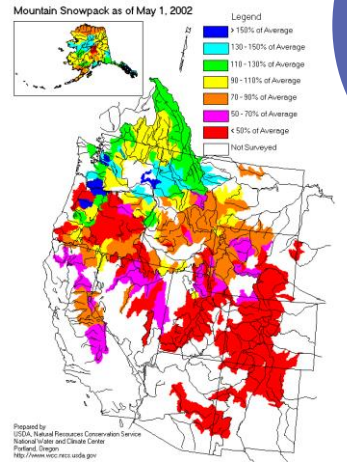 Mountain Snowpack as of May 1, 2002
Legend
> 150% of Average
130 - 150% of Average
110 - 130% of Average
90 - 110% of Average
70 - 90% of Average
50 - 70% of Average
< 50% of Average
Not Surveyed
Prepared by
USDA, Natural Resources Conservation Service
National Water and Climate Center
Portland, Oregon
http://www.wcc.nrcs.usda.gov